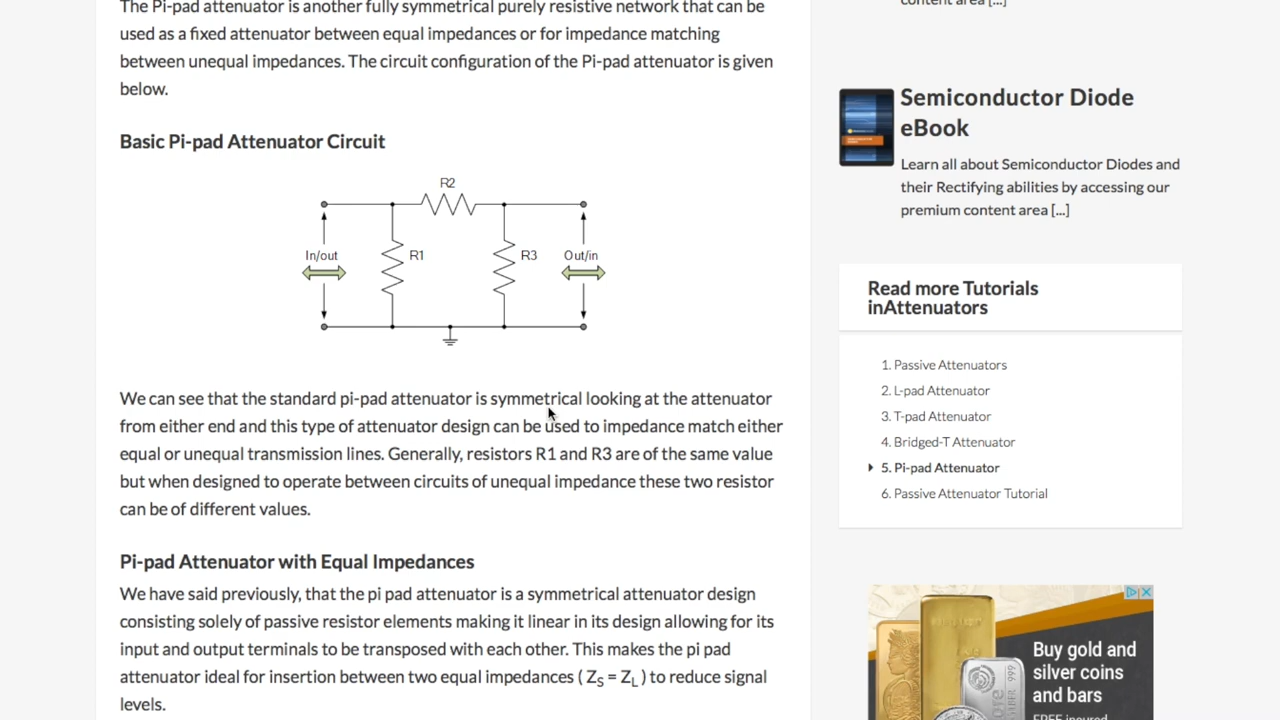 The Pi-pad attenuator is another fully symmetrical purely resistive network that can be
used as a fixed attenuator between equal impedances or for impedance matching
between unequal impedances. The circuit configuration of the Pi-pad attenuator is given
below.
Basic Pi-pad Attenuator Circuit
R2
In/out
R1
R3
Out/in
We can see that the standard pi-pad attenuator is symmetrical looking at the attenuator
from either end and this type of attenuator design can be used to impedance match either
equal or unequal transmission lines. Generally, resistors R1 and R3 are of the same value
but when designed to operate between circuits of unequal impedance these two resistor
can be of different values.
Pi-pad Attenuator with Equal Impedances
We have said previously, that the pi pad attenuator is a symmetrical attenuator design
consisting solely of passive resistor elements making it linear in its design allowing for its
input and output terminals to be transposed with each other. This makes the pi pad
attenuator ideal for insertion between two equal impedances ( ZS = ZL ) to reduce signal
levels.
content area [...]
Semiconductor Diode
eBook
Learn all about Semiconductor Diodes and
their Rectifying abilities by accessing our
premium content area [...]
Read more Tutorials
inAttenuators
1. Passive Attenuators
2. L-pad Attenuator
3. T-pad Attenuator
4. Bridged-T Attenuator
5. Pi-pad Attenuator
6. Passive Attenuator Tutorial
Buy gold and
silver coins
and bars
FREE insured